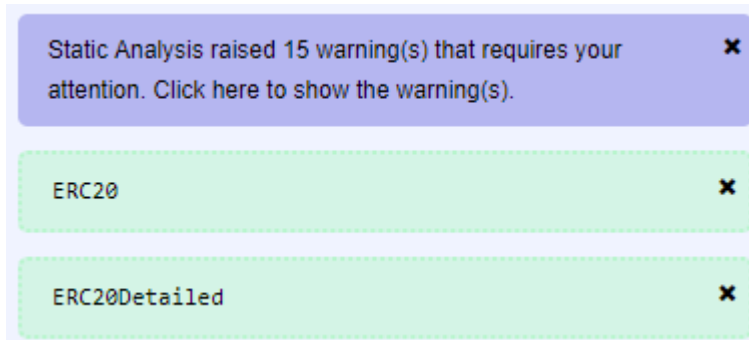 Static Analysis raised 15 warning(s) that requires your
attention. Click here to show the warning(s).
ERC20
ERC20Detailed